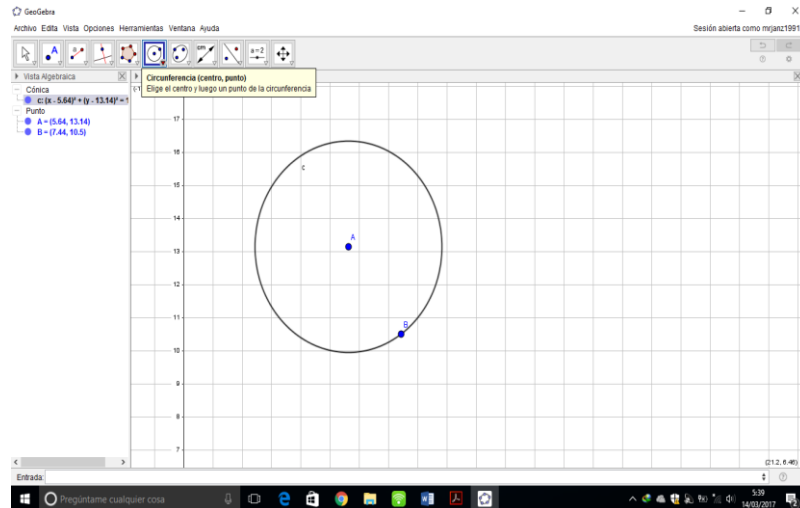 GeoGebra
Archivo Edita Vista Opciones Herramientas Ventana Ayuda
Sesión abierta como mrjanz1991
a=2
Vista Algebraica
Circunferencia (centro, punto)
Elige el centro y luego un punto de la circunferencia
Cónica
c: (x - 5.64)² + (y - 13.14)² =
Punto
A = (5.64, 13.14)
B = (7.44, 10.5)
17
16
c
15
14
A
13
12
11
B
10
9
8
7
(21.2, 6.46)
Entrada:
Pregúntame cualquier cosa
5:39
14/03/2017